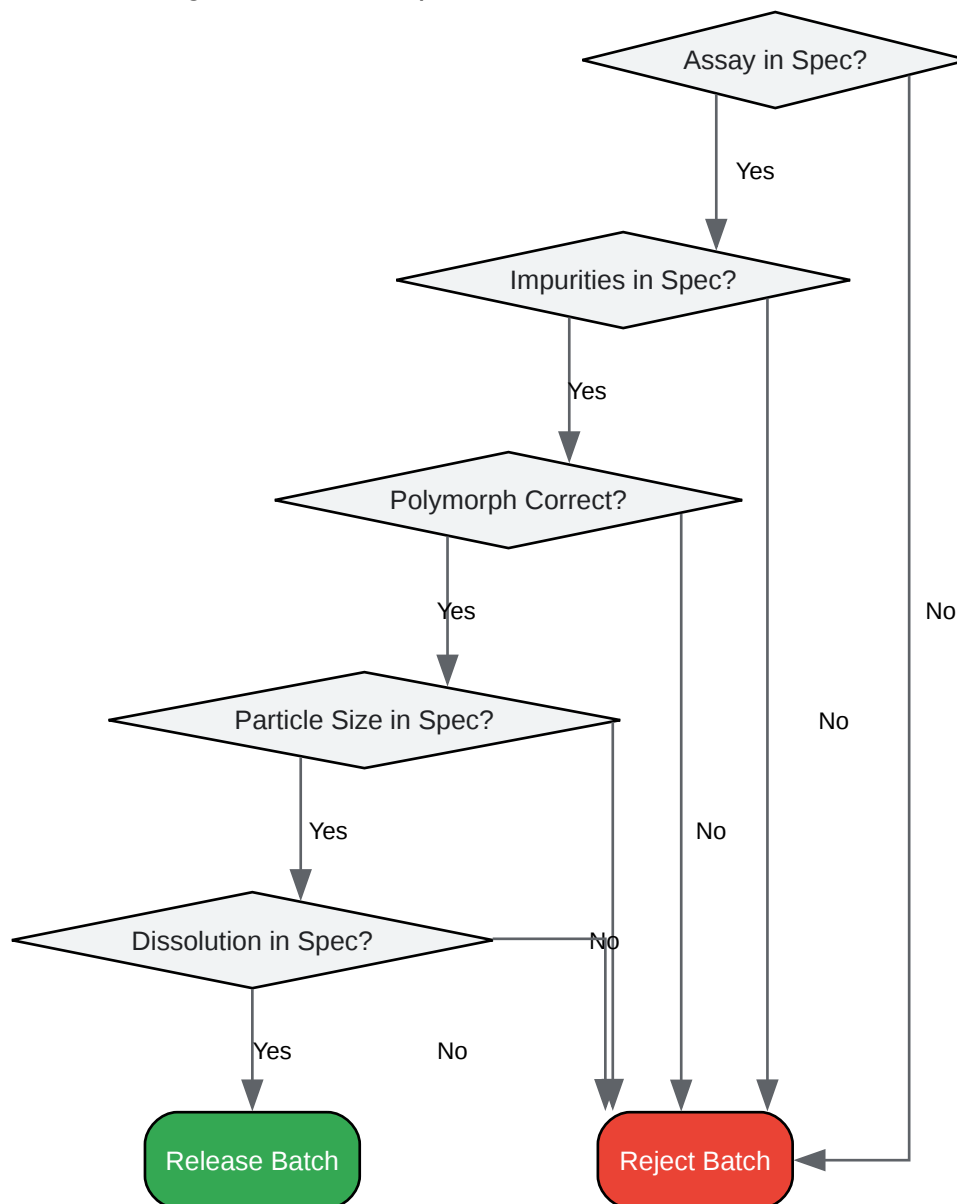 Assay in Spec?
Yes
Impurities in Spec?
Yes
Polymorph Correct?
Yes
No
Particle Size in Spec?
No
Yes
No
Dissolution in Spec?
No
Yes
No
Release Batch
Reject Batch